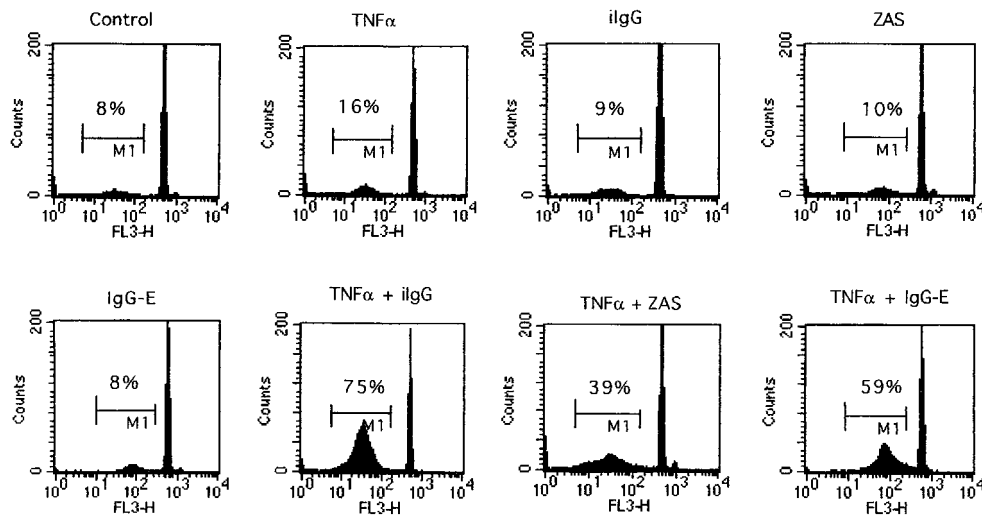 Control TNFα iIgG ZAS
200 200 200 200
Counts Counts Counts Counts
8% 16% 9% 10%
M1 M1 M1 M1
0 0 0 0
10^0 10^1 10^2 10^3 10^4 10^0 10^1 10^2 10^3 10^4 10^0 10^1 10^2 10^3 10^4 10^0 10^1 10^2 10^3 10^4
FL3-H FL3-H FL3-H FL3-H
IgG-E TNFα + iIgG TNFα + ZAS TNFα + IgG-E
200 200 200 200
Counts Counts Counts Counts
8% 75% 39% 59%
M1 M1 M1 M1
0 0 0 0
10^0 10^1 10^2 10^3 10^4 10^0 10^1 10^2 10^3 10^4 10^0 10^1 10^2 10^3 10^4 10^0 10^1 10^2 10^3 10^4
FL3-H FL3-H FL3-H FL3-H